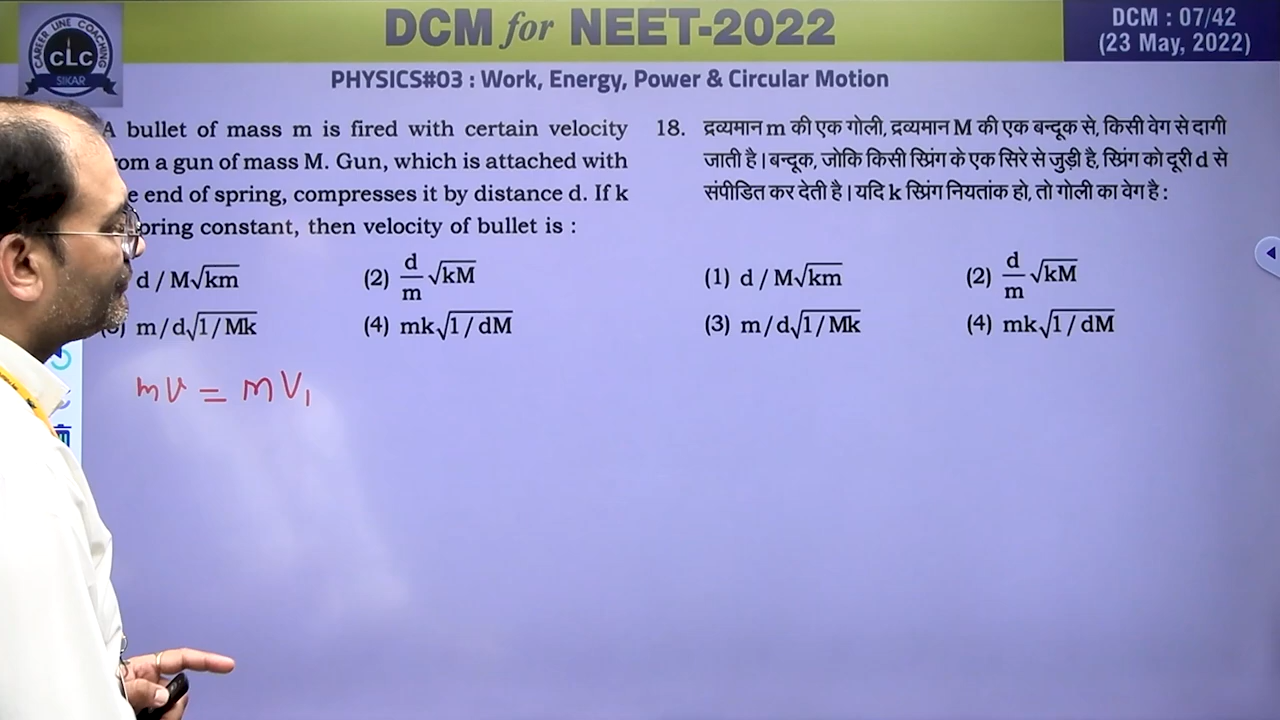 CAREER LINE COACHING
CLC
SIKAR
DCM for NEET-2022
DCM : 07/42
(23 May, 2022)
PHYSICS#03 : Work, Energy, Power & Circular Motion
A bullet of mass m is fired with certain velocity
om a gun of mass M. Gun, which is attached with
e end of spring, compresses it by distance d. If k
pring constant, then velocity of bullet is :
d / M√km
(2) d/m √kM
m/d√1/Mk
(4) mk√1/dM
18. द्रव्यमान m की एक गोली, द्रव्यमान M की एक बन्दूक से, किसी वेग से दागी
जाती है। बन्दूक, जोकि किसी स्प्रिंग के एक सिरे से जुड़ी है, स्प्रिंग को दूरी d से
संपीडित कर देती है। यदि k स्प्रिंग नियतांक हो, तो गोली का वेग है :
(1) d / M√km
(2) d/m √kM
(3) m/d√1/Mk
(4) mk√1/dM
mv = MV₁